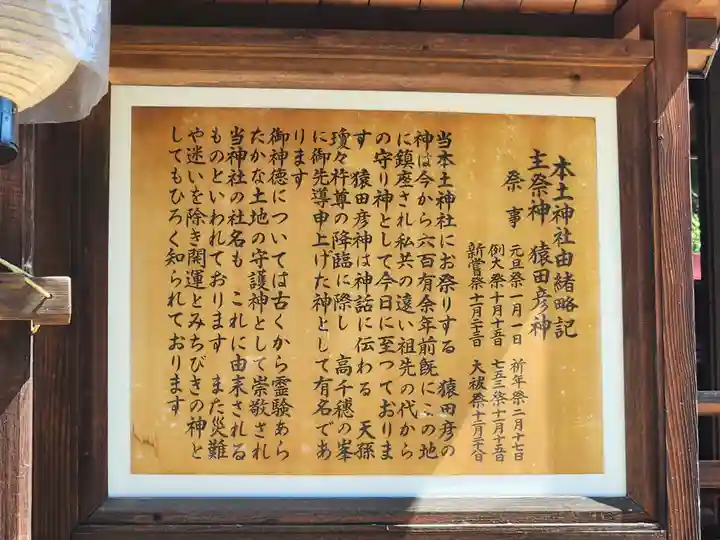 本土神社由緒略記
主祭神 猿田彦神
祭事 元旦祭一月一日 祈年祭二月十七日
例大祭十月十五日 七五三祭十一月十五日
新嘗祭十一月二十三日 大祓祭十二月二十八日
当本土神社にお祭りする 猿田彦の
神は今から六百有余年前既にこの地
に鎮座され私共の遠い祖先の代から
の守り神として今日に至つておりま
す 猿田彦神は神話に伝わる 天孫
瓊々杵尊の降臨に際し 高千穂の峯
に御先導申上げた神として有名であ
ります
御神徳については古くから霊験あら
たかな土地の守護神として崇敬され
当神社の社名も これに由来される
ものといわれております また災難
や迷いを除き開運とみちびきの神と
してもひろく知られております